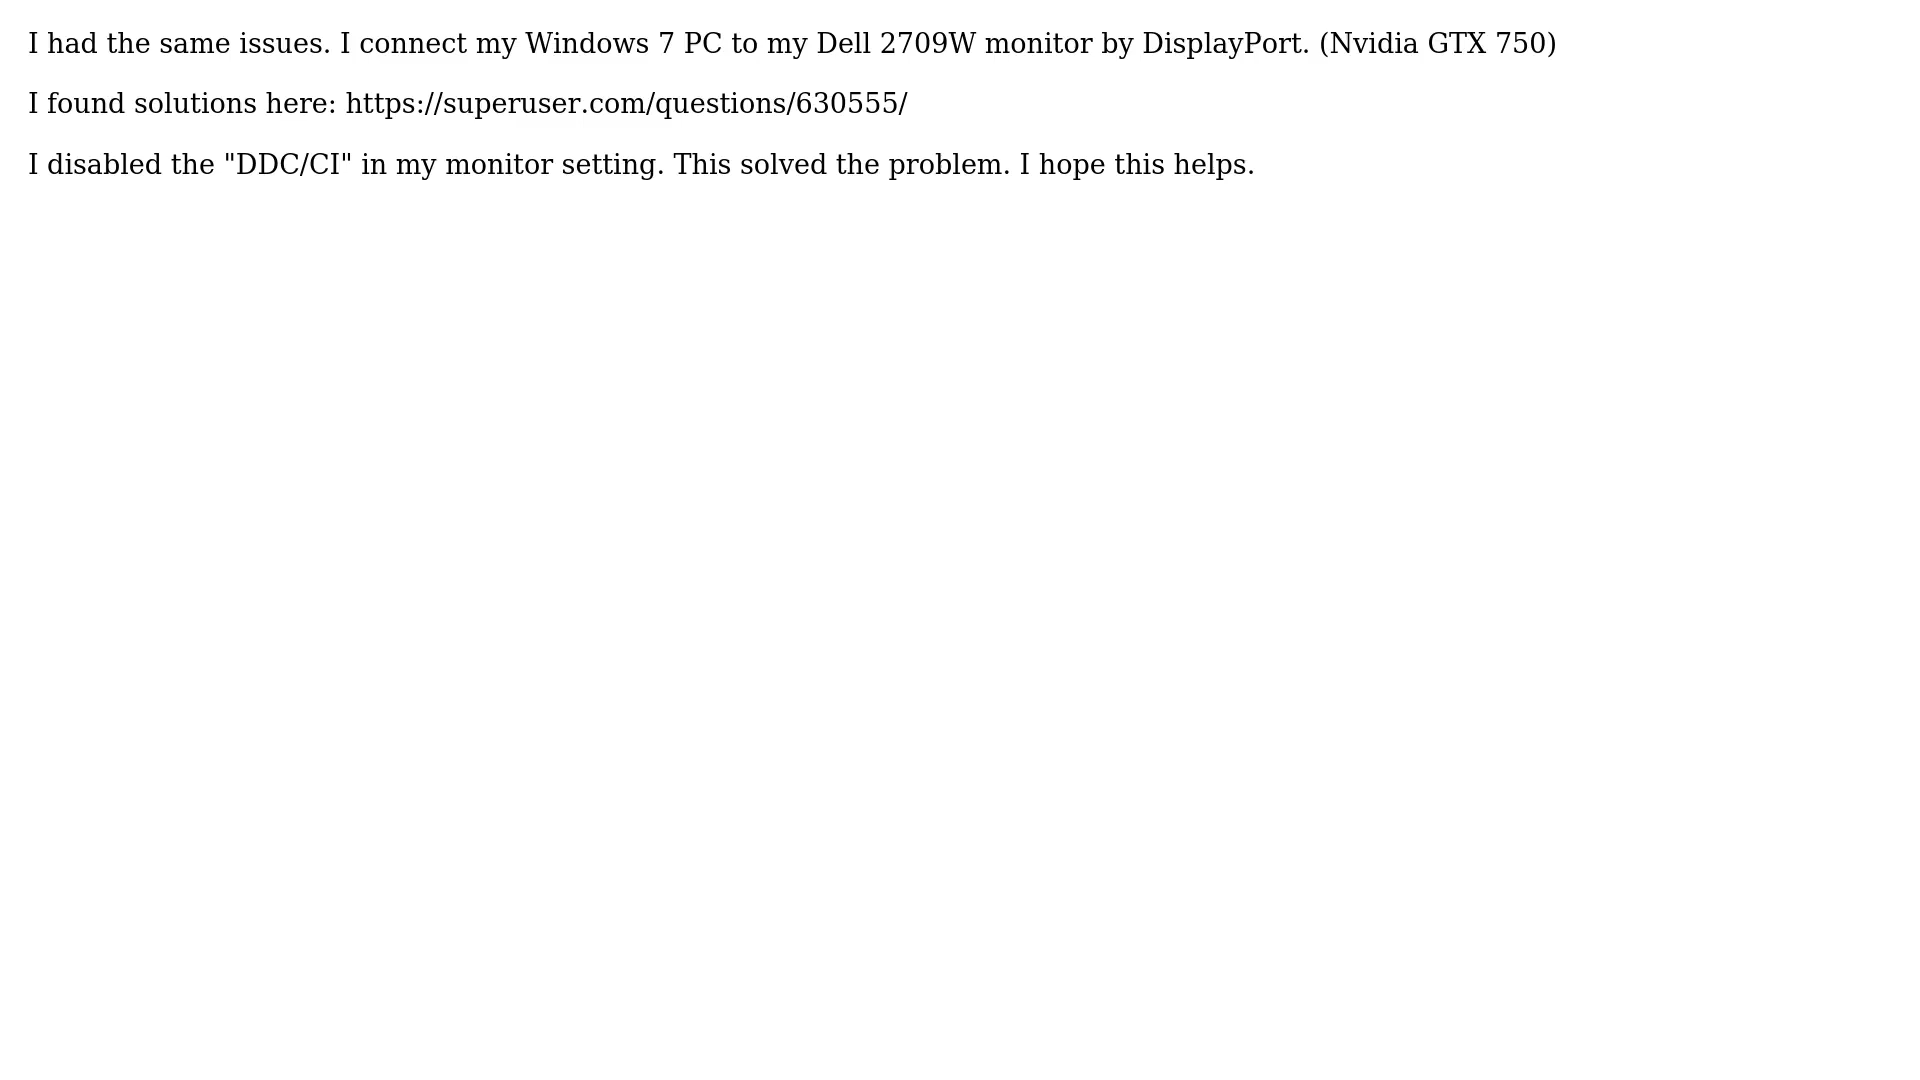 I had the same issues. I connect my Windows 7 PC to my Dell 2709W monitor by DisplayPort. (Nvidia GTX 750)
I found solutions here: https://superuser.com/questions/630555/
I disabled the "DDC/CI" in my monitor setting. This solved the problem. I hope this helps.